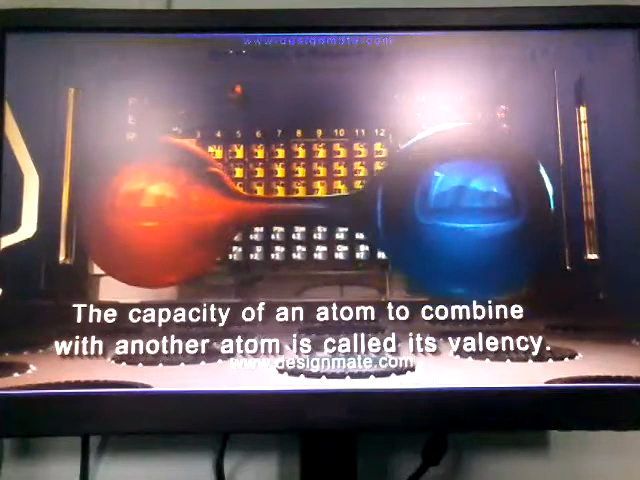 www.designmate.com
3 4 5 6 7 8 9 10 11 12
The capacity of an atom to combine
with another atom is called its valency.
www.designmate.com